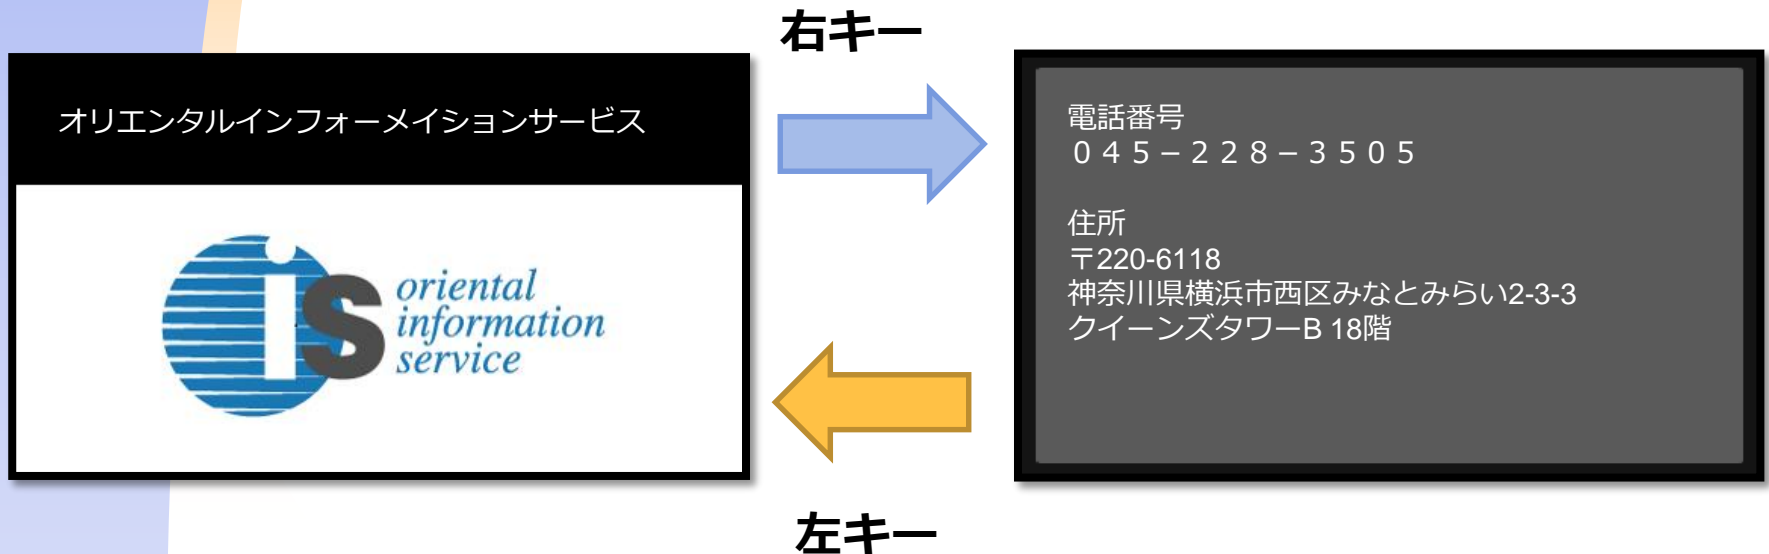 右キー
オリエンタルインフォーメイションサービス
oriental
information
service
is
電話番号
０４５－２２８－３５０５
住所
〒220-6118
神奈川県横浜市西区みなとみらい2-3-3
クイーンズタワーB 18階
左キー